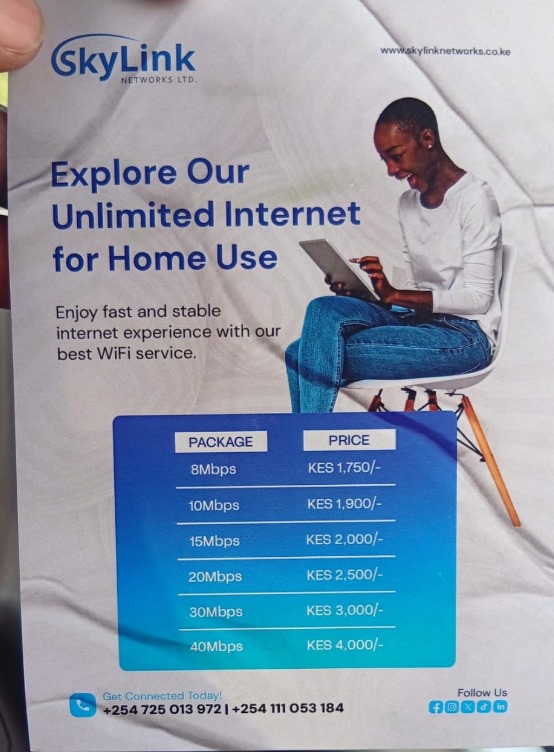 SkyLink
NETWORKS LTD.
www.skylinknetworks.co.ke
Explore Our
Unlimited Internet
for Home Use
Enjoy fast and stable
internet experience with our
best WiFi service.
PACKAGE PRICE
8Mbps KES 1,750/-
10Mbps KES 1,900/-
15Mbps KES 2,000/-
20Mbps KES 2,500/-
30Mbps KES 3,000/-
40Mbps KES 4,000/-
Get Connected Today!
+254 725 013 972 | +254 111 053 184
Follow Us